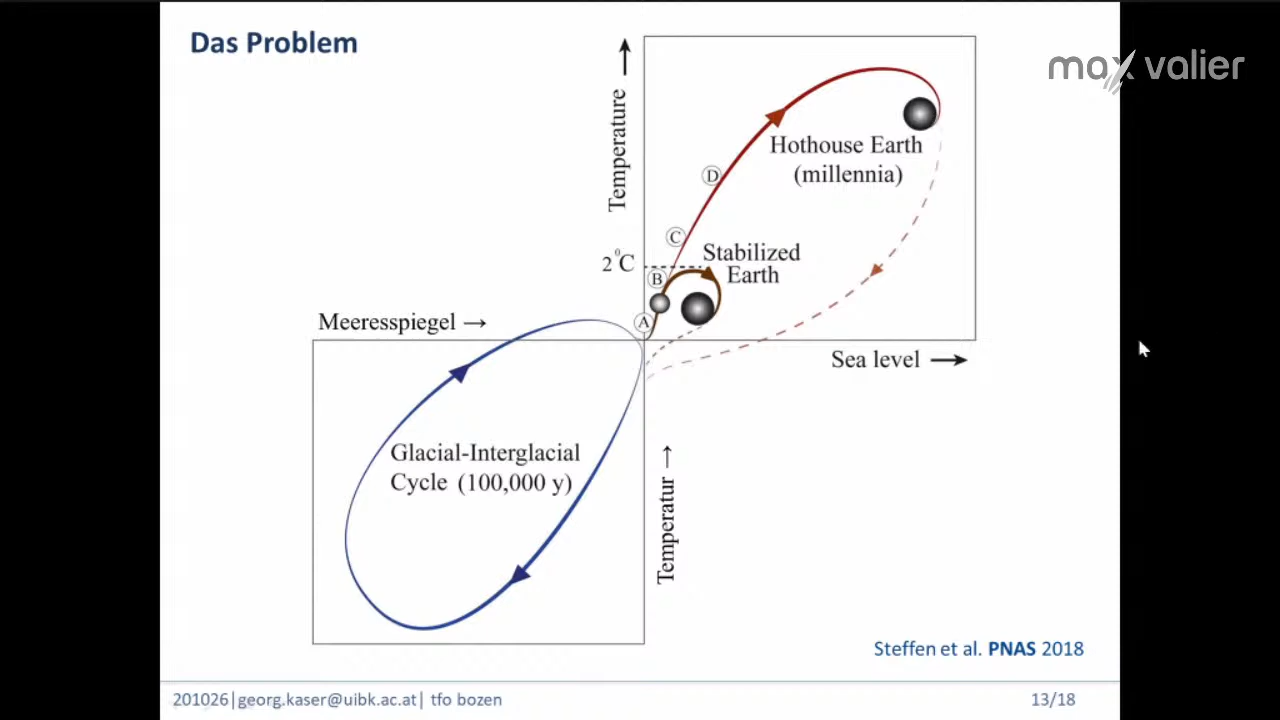 Das Problem
max valier
Temperature
Hothouse Earth
(millennia)
D
C
2 °C
B
Stabilized
Earth
A
Meeresspiegel →
Sea level
Glacial-Interglacial
Cycle (100,000 y)
Temperatur →
Steffen et al. PNAS 2018
201026|georg.kaser@uibk.ac.at| tfo bozen
13/18